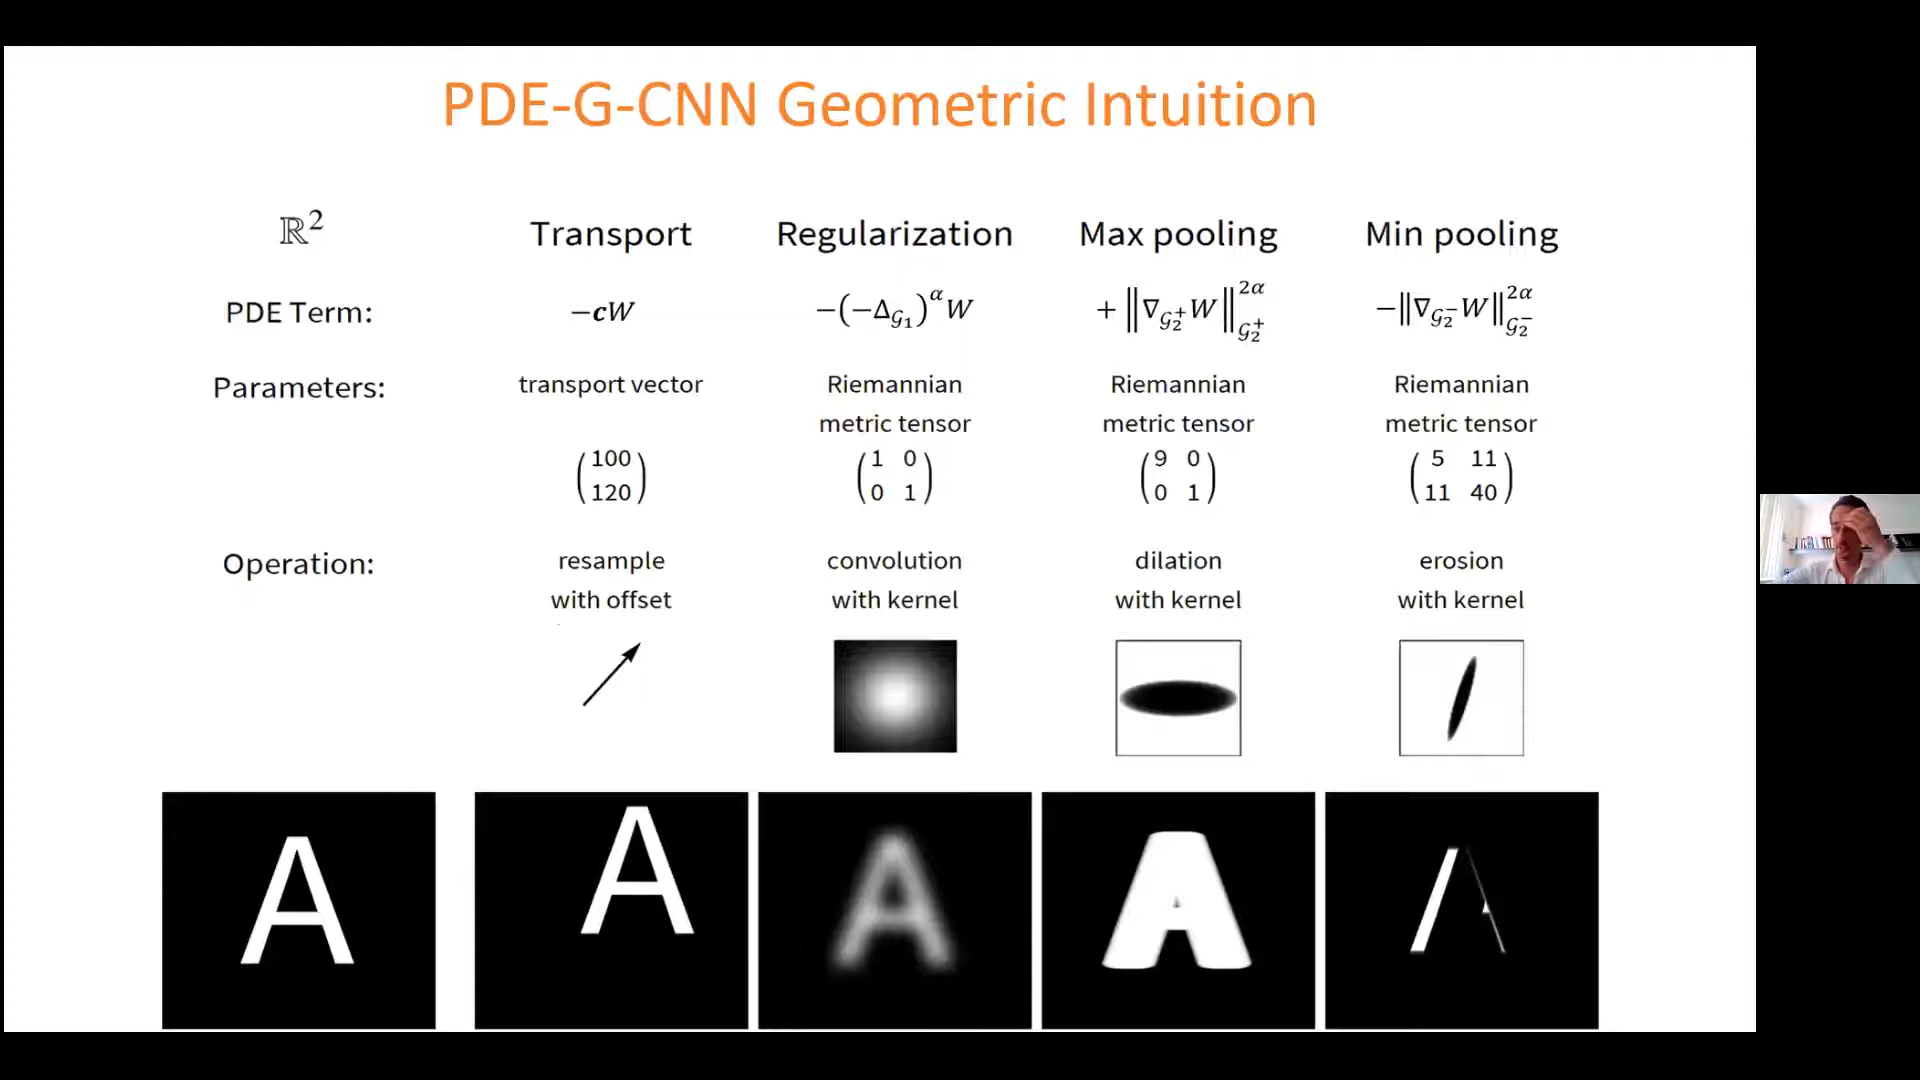 PDE-G-CNN Geometric Intuition
ℝ² Transport Regularization Max pooling Min pooling
PDE Term: −𝒄W −(−Δ_{𝒢₁})^α W + ‖∇_{𝒢₂⁺}W‖^{2α}_{𝒢₂⁺} −‖∇_{𝒢₂⁻}W‖^{2α}_{𝒢₂⁻}
Parameters: transport vector Riemannian Riemannian Riemannian
metric tensor metric tensor metric tensor
100 1 0 9 0 5 11
120 0 1 0 1 11 40
Operation: resample convolution dilation erosion
with offset with kernel with kernel with kernel
A A A A A